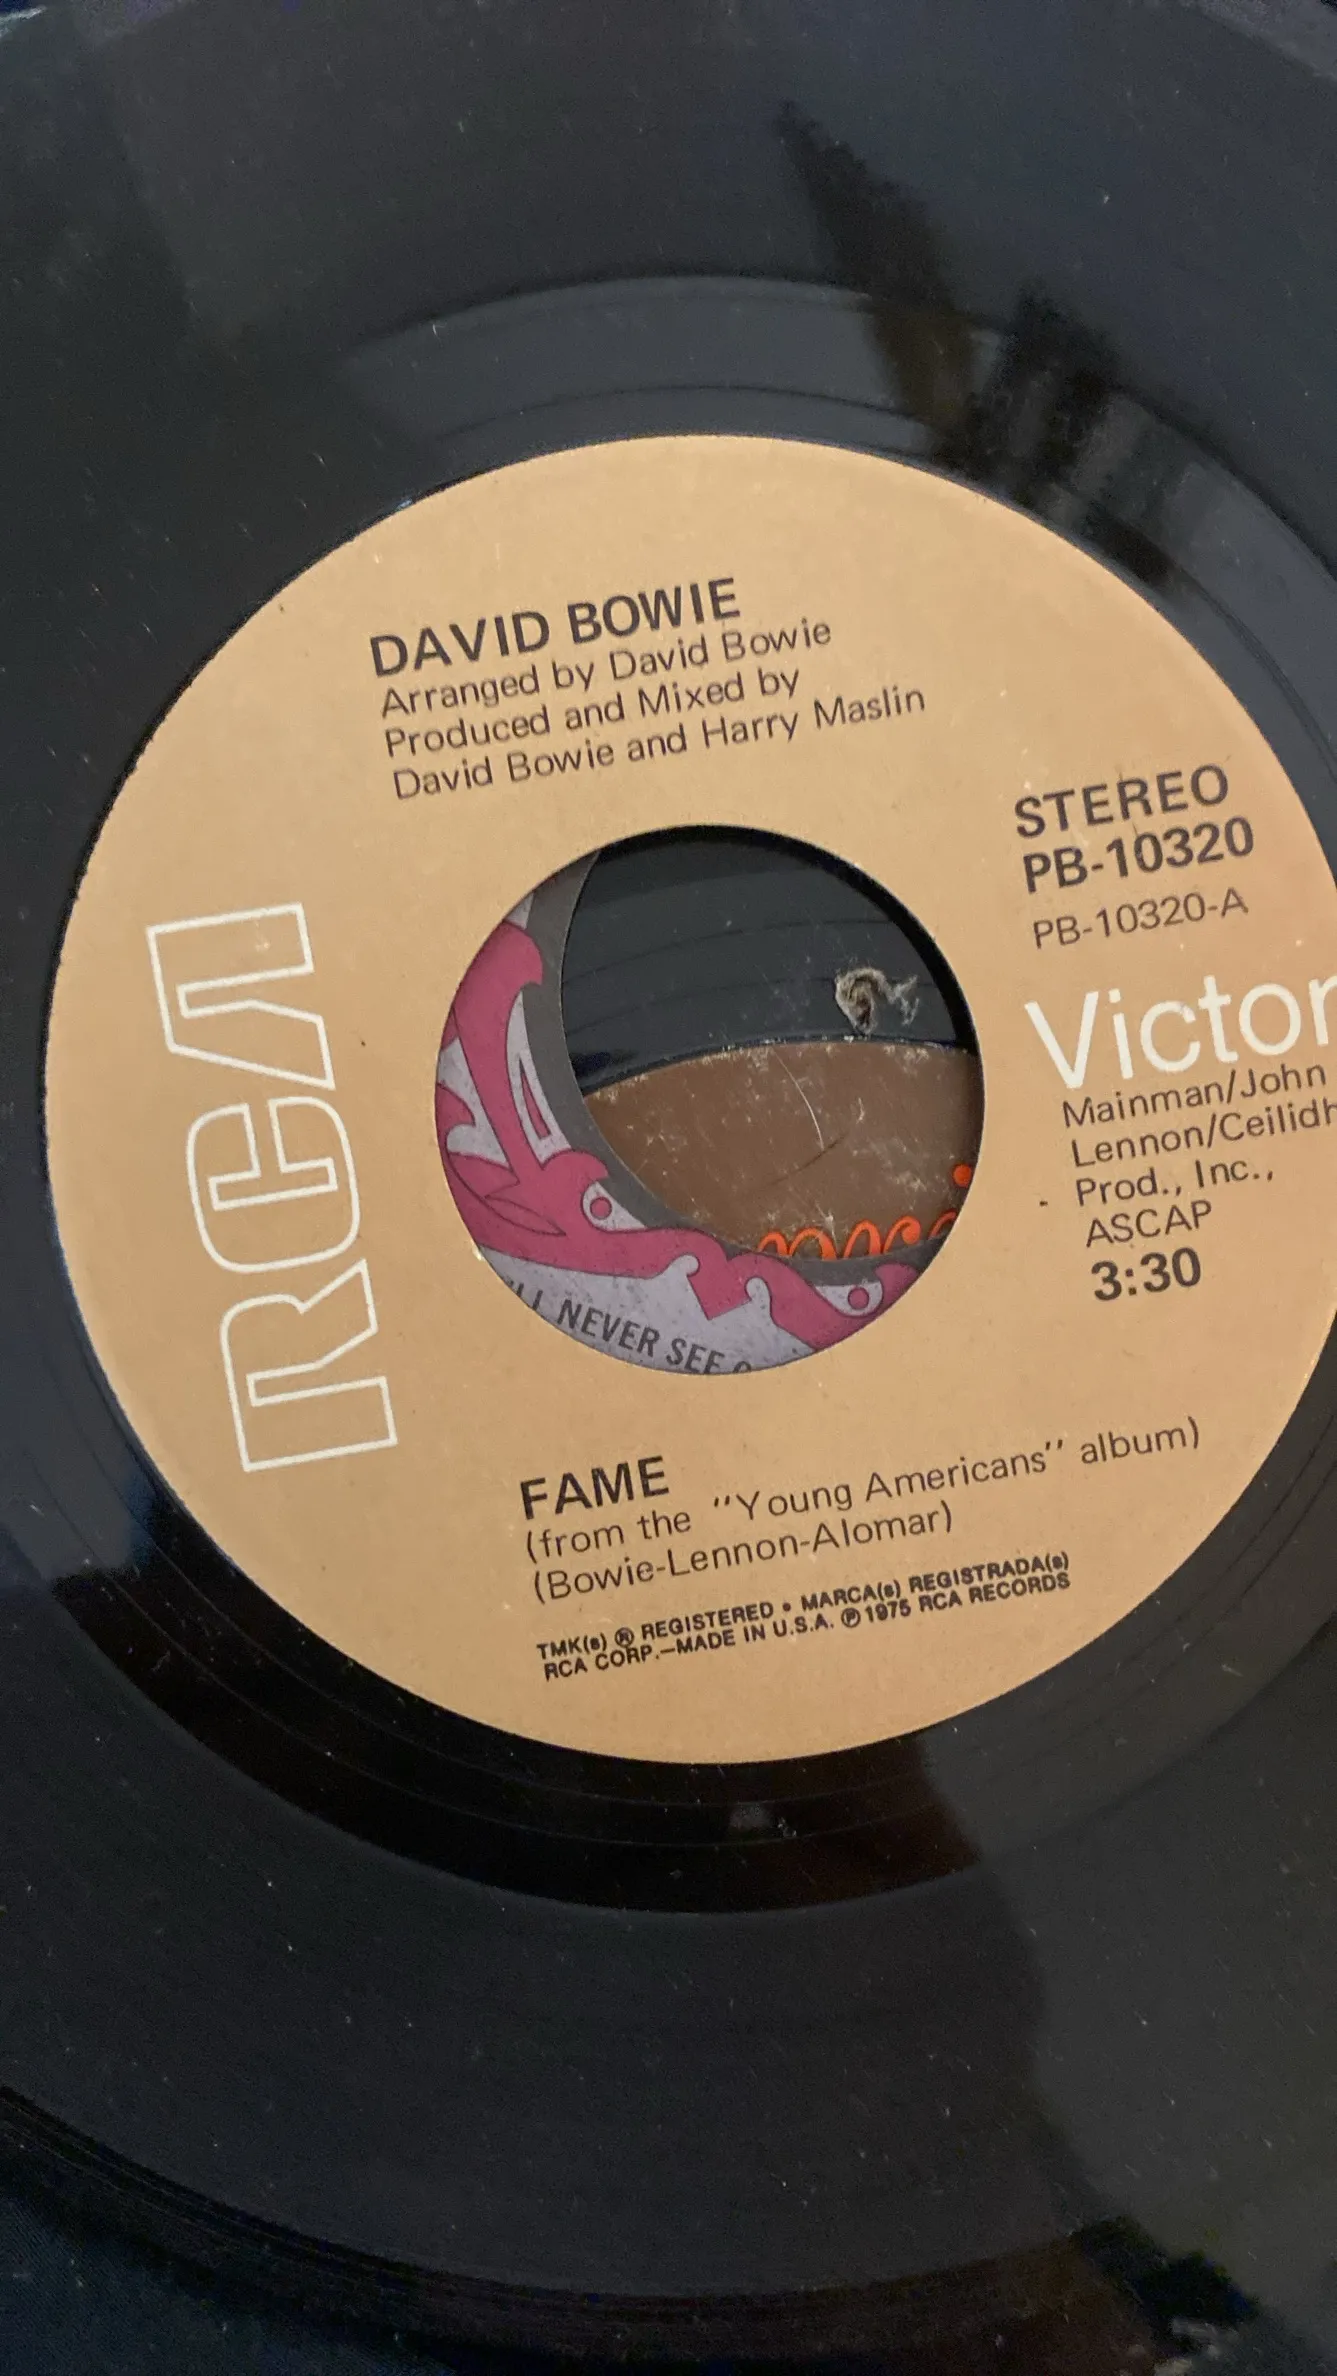 DAVID BOWIE
Arranged by David Bowie
Produced and Mixed by
David Bowie and Harry Maslin
STEREO
PB-10320
PB-10320-A
RCA
Victor
Mainman/John
Lennon/Ceilidh
Prod., Inc.,
ASCAP
3:30
NEVER SEE
FAME
(from the "Young Americans" album)
(Bowie-Lennon-Alomar)
TMK(s) ® REGISTERED • MARCA(s) REGISTRADA(s)
RCA CORP.—MADE IN U.S.A. ℗ 1975 RCA RECORDS